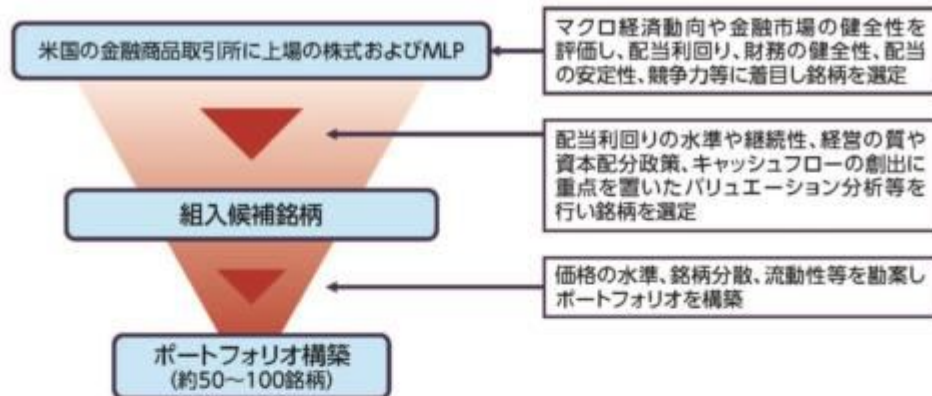 米国の金融商品取引所に上場の株式およびMLP
マクロ経済動向や金融市場の健全性を
評価し、配当利回り、財務の健全性、配当
の安定性、競争力等に着目し銘柄を選定
配当利回りの水準や継続性、経営の質や
資本配分政策、キャッシュフローの創出に
重点を置いたバリュエーション分析等を
行い銘柄を選定
組入候補銘柄
価格の水準、銘柄分散、流動性等を勘案し
ポートフォリオを構築
ポートフォリオ構築
(約50～100銘柄)